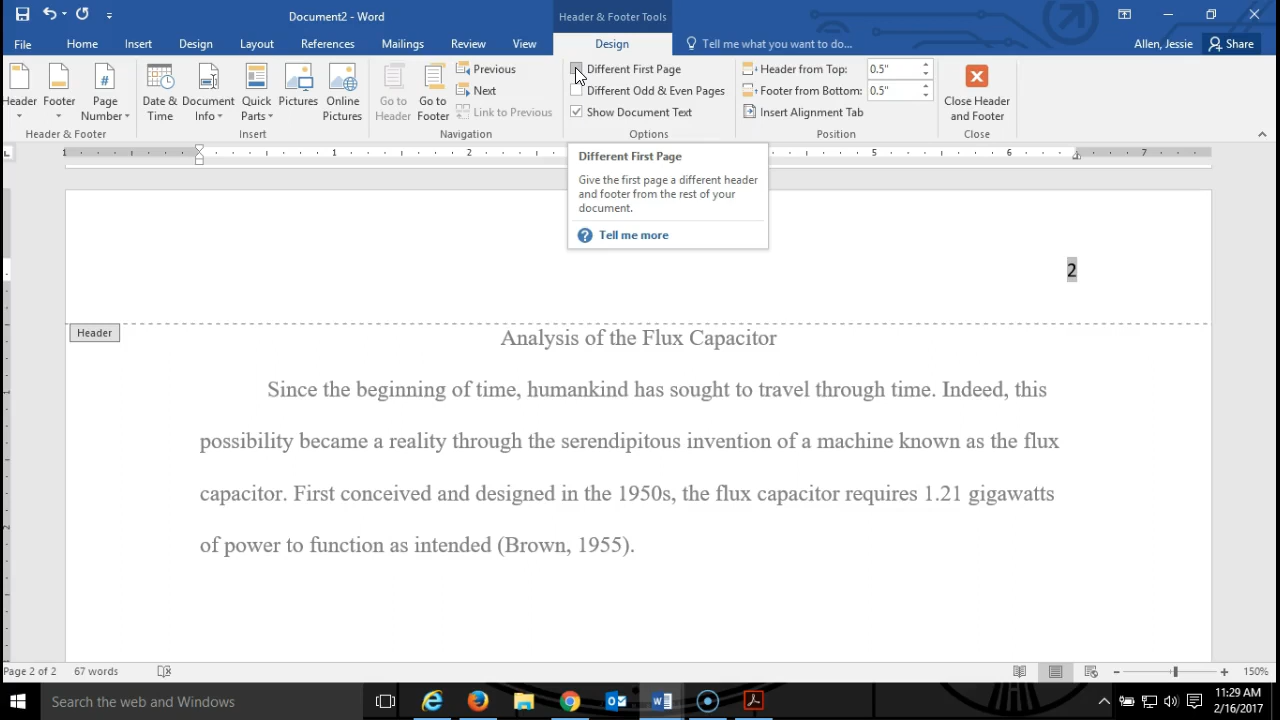 Document2 - Word
Header & Footer Tools
File Home Insert Design Layout References Mailings Review View Design Tell me what you want to do... Allen, Jessie Share
Header
Footer
Page Number
Header & Footer
Date & Time
Document Info
Quick Parts
Pictures
Online Pictures
Insert
Go to Header
Go to Footer
Previous
Next
Link to Previous
Navigation
Different First Page
Different Odd & Even Pages
Show Document Text
Options
Header from Top: 0.5"
Footer from Bottom: 0.5"
Insert Alignment Tab
Position
Close Header and Footer
Close
1 1 2 5 6 7
Different First Page
Give the first page a different header
and footer from the rest of your
document.
? Tell me more
2
Header
Analysis of the Flux Capacitor
Since the beginning of time, humankind has sought to travel through time. Indeed, this
possibility became a reality through the serendipitous invention of a machine known as the flux
capacitor. First conceived and designed in the 1950s, the flux capacitor requires 1.21 gigawatts
of power to function as intended (Brown, 1955).
Page 2 of 2 67 words 150%
Search the web and Windows
11:29 AM
2/16/2017